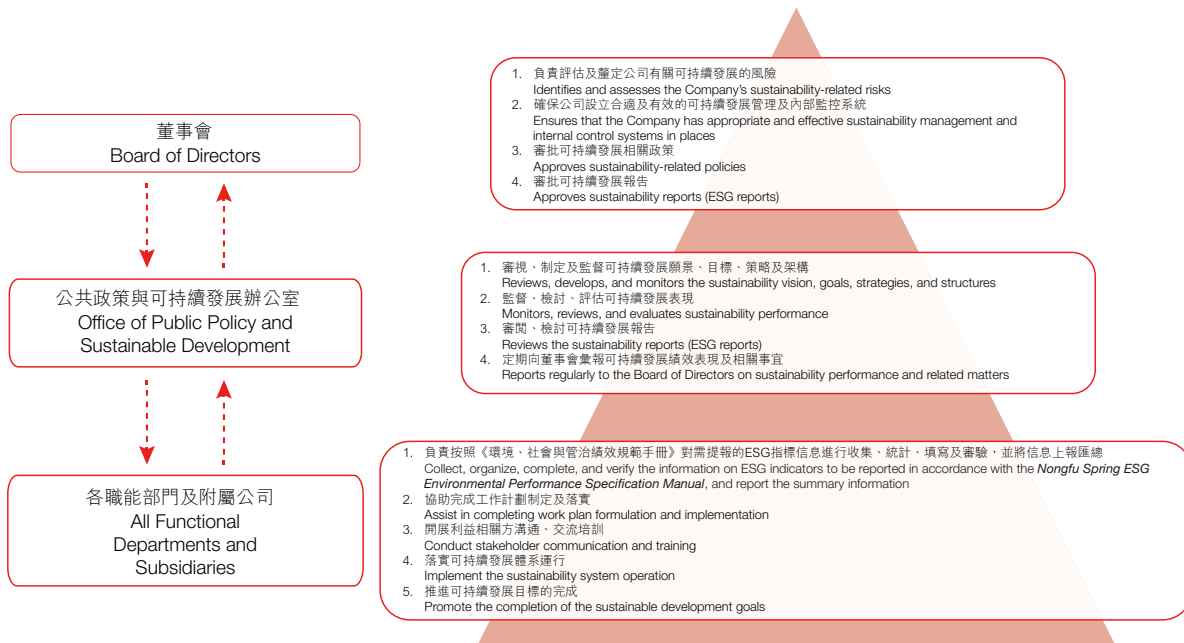 董事會
Board of Directors
公共政策與可持續發展辦公室
Office of Public Policy and
Sustainable Development
各職能部門及附屬公司
All Functional
Departments and
Subsidiaries
1. 負責評估及釐定公司有關可持續發展的風險
Identifies and assesses the Company's sustainability-related risks
2. 確保公司設立合適及有效的可持續發展管理及內部監控系統
Ensures that the Company has appropriate and effective sustainability management and
internal control systems in places
3. 審批可持續發展相關政策
Approves sustainability-related policies
4. 審批可持續發展報告
Approves sustainability reports (ESG reports)
1. 審視、制定及監督可持續發展願景、目標、策略及架構
Reviews, develops, and monitors the sustainability vision, goals, strategies, and structures
2. 監督、檢討、評估可持續發展表現
Monitors, reviews, and evaluates sustainability performance
3. 審閱、檢討可持續發展報告
Reviews the sustainability reports (ESG reports)
4. 定期向董事會彙報可持續發展績效表現及相關事宜
Reports regularly to the Board of Directors on sustainability performance and related matters
1. 負責按照《環境、社會與管治績效規範手冊》對需提報的ESG指標信息進行收集、統計、填寫及審驗，並將信息上報匯總
Collect, organize, complete, and verify the information on ESG indicators to be reported in accordance with the Nongfu Spring ESG
Environmental Performance Specification Manual, and report the summary information
2. 協助完成工作計劃制定及落實
Assist in completing work plan formulation and implementation
3. 開展利益相關方溝通、交流培訓
Conduct stakeholder communication and training
4. 落實可持續發展體系運行
Implement the sustainability system operation
5. 推進可持續發展目標的完成
Promote the completion of the sustainable development goals